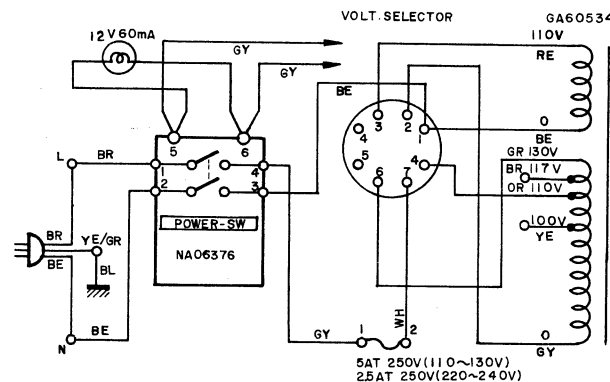 VOLT. SELECTOR
GA60534
12V60mA
110V
GY
RE
GY
BE
3
2
4
1
0
BE
5
6
5
4
GR 130V
L
BR
1
4
BR 117V
2
3
6
7
OR 110V
POWER-SW
100V
YE
BR
YE/GR
NA06376
BE
BL
WH
0
N
BE
GY
1
2
GY
5AT 250V(110~130V)
2.5AT 250V(220~240V)